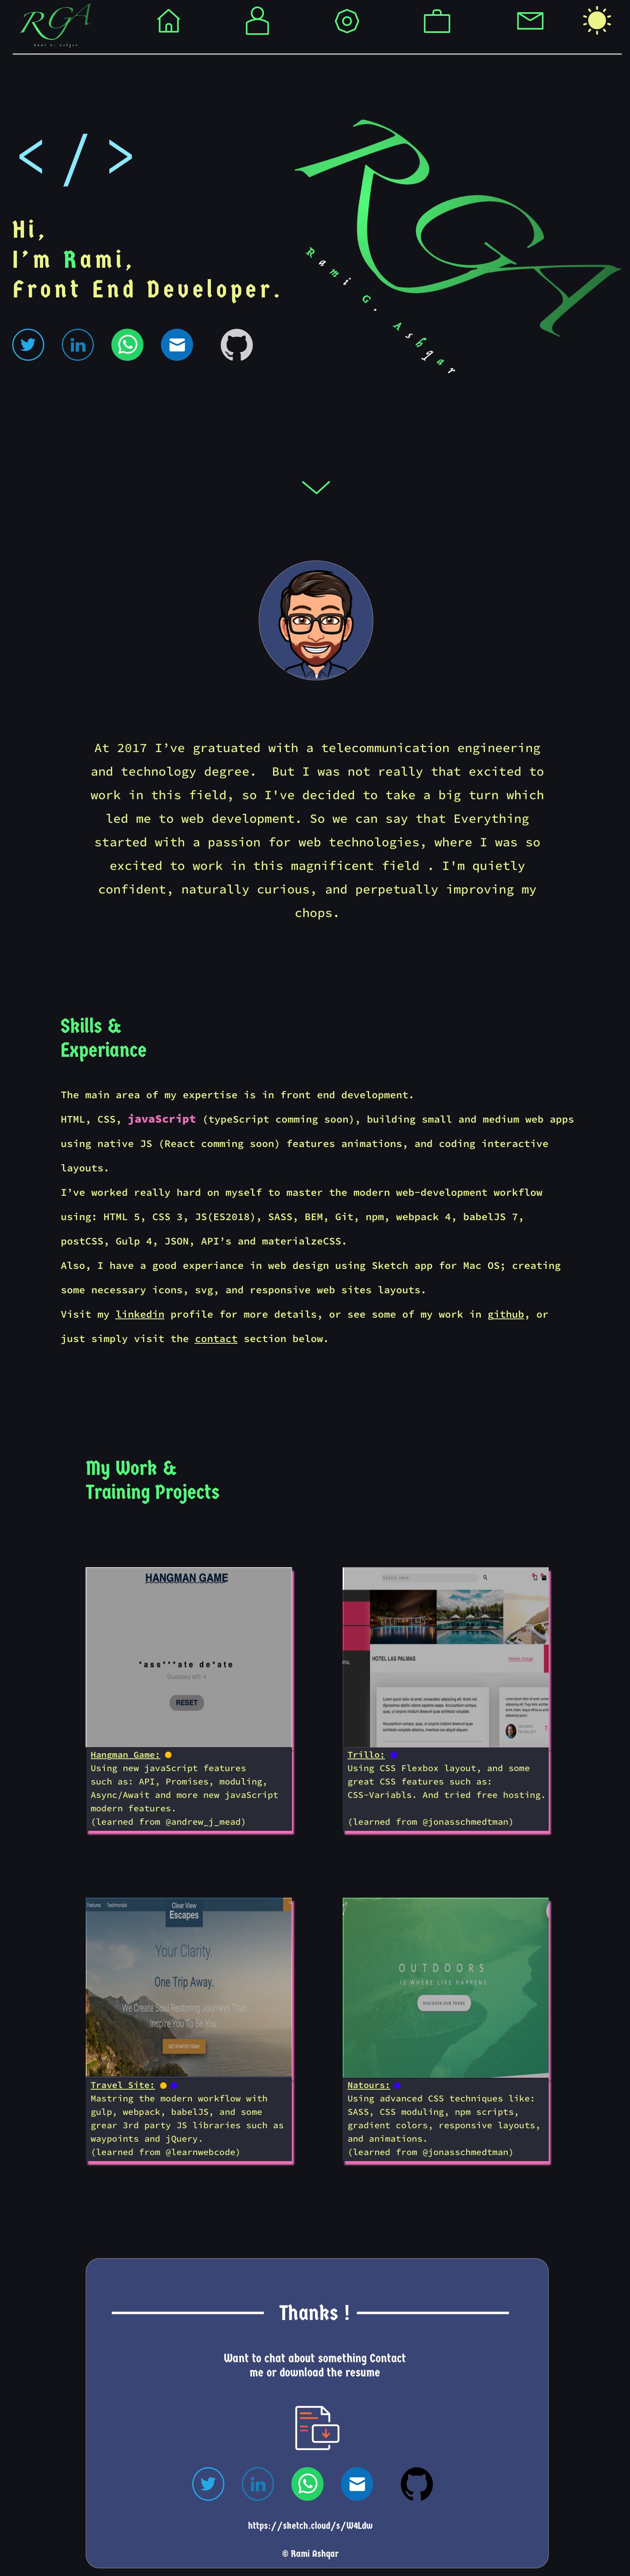 RGA
Rami G. Ashqar
< / >
Hi,
I’m Rami,
Front End Developer.
RGA
Rami G. Ashqar
in
At 2017 I’ve gratuated with a telecommunication engineering
and technology degree.  But I was not really that excited to
work in this field, so I've decided to take a big turn which
led me to web development. So we can say that Everything
started with a passion for web technologies, where I was so
excited to work in this magnificent field . I'm quietly
confident, naturally curious, and perpetually improving my
chops.
Skills &
Experiance
The main area of my expertise is in front end development.
HTML, CSS, javaScript (typeScript comming soon), building small and medium web apps
using native JS (React comming soon) features animations, and coding interactive
layouts.
I’ve worked really hard on myself to master the modern web-development workflow
using: HTML 5, CSS 3, JS(ES2018), SASS, BEM, Git, npm, webpack 4, babelJS 7,
postCSS, Gulp 4, JSON, API’s and materialzeCSS.
Also, I have a good experiance in web design using Sketch app for Mac OS; creating
some necessary icons, svg, and responsive web sites layouts.
Visit my linkedin profile for more details, or see some of my work in github, or
just simply visit the contact section below.
My Work &
Training Projects
HANGMAN GAME
*ass***ate de*ate
Guesses left: 4
RESET
Hangman Game:
Using new javaScript features
such as: API, Promises, moduling,
Async/Await and more new javaScript
modern features.
(learned from @andrew_j_mead)
Search Here
HOTEL LAS PALMAS
Trillo:
Using CSS Flexbox layout, and some
great CSS features such as:
CSS-Variabls. And tried free hosting.
(learned from @jonasschmedtman)
Features Testimonials
Clear View
Escapes
Your Clarity.
One Trip Away.
We Create Soul Restoring Journeys That
Inspire You To Be You
GET STARTED TODAY
Travel Site:
Mastring the modern workflow with
gulp, webpack, babelJS, and some
grear 3rd party JS libraries such as
waypoints and jQuery.
(learned from @learnwebcode)
OUTDOORS
IS WHERE LIFE HAPPENS
DISCOVER OUR TOURS
Natours:
Using advanced CSS techniques like:
SASS, CSS moduling, npm scripts,
gradient colors, responsive layouts,
and animations.
(learned from @jonasschmedtman)
Thanks !
Want to chat about something Contact
me or download the resume
in
https://sketch.cloud/s/W4Ldw
© Rami Ashqar